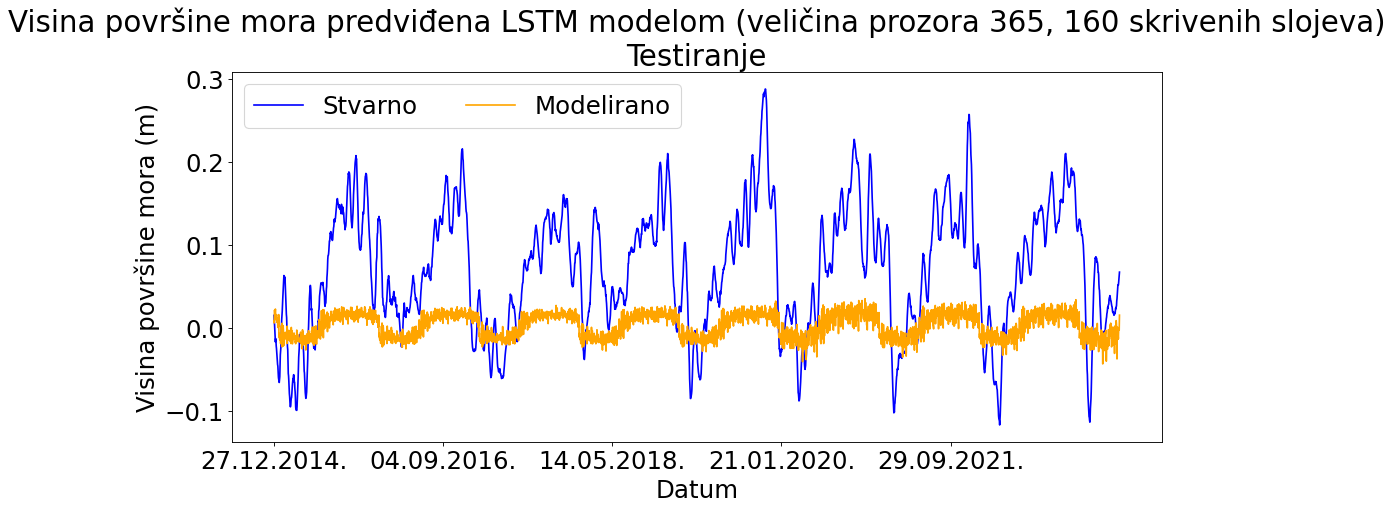 Visina površine mora predviđena LSTM modelom (veličina prozora 365, 160 skrivenih slojeva)
Testiranje
Stvarno Modelirano
Visina površine mora (m)
0.3
0.2
0.1
0.0
−0.1
27.12.2014. 04.09.2016. 14.05.2018. 21.01.2020. 29.09.2021.
Datum